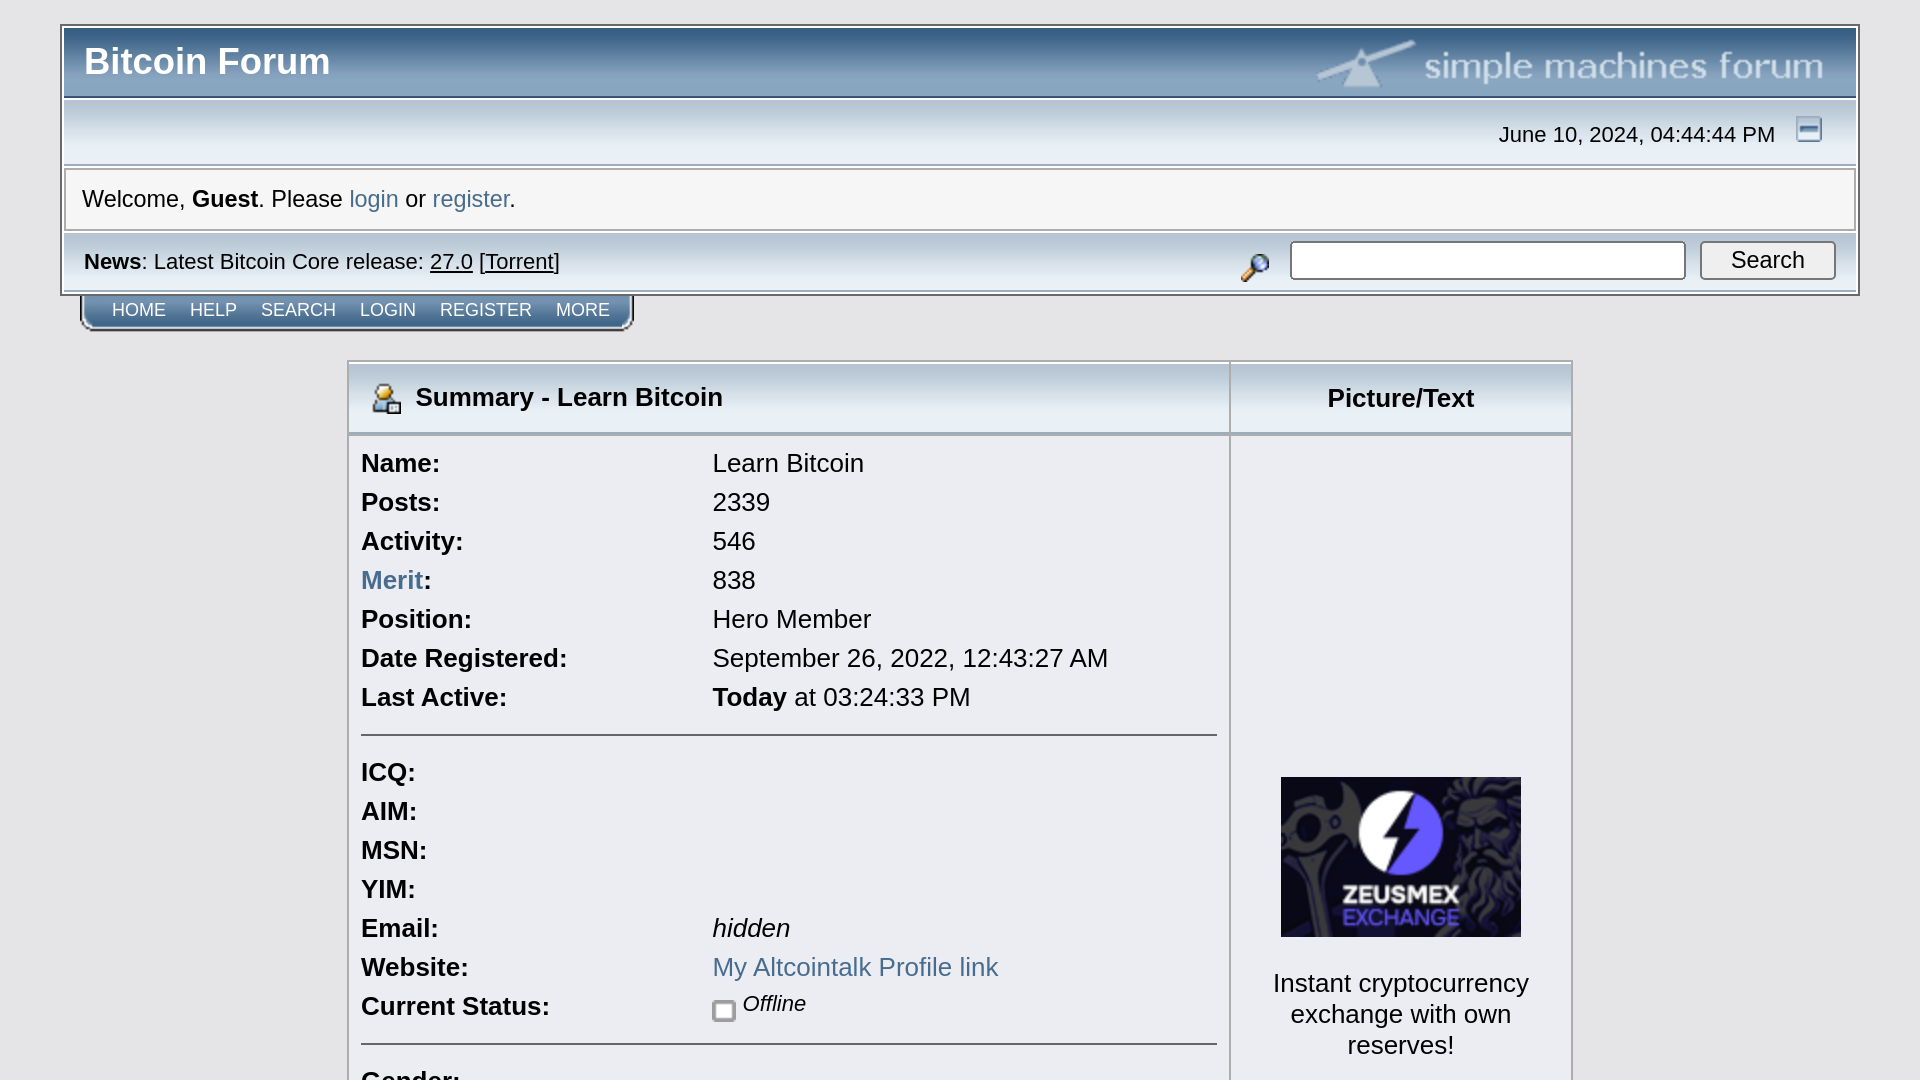 Bitcoin Forum
simple machines forum
June 10, 2024, 04:44:44 PM
Welcome, Guest. Please login or register.
News: Latest Bitcoin Core release: 27.0 [Torrent]
Search
HOME HELP SEARCH LOGIN REGISTER MORE
Summary - Learn Bitcoin
Picture/Text
Name: Learn Bitcoin
Posts: 2339
Activity: 546
Merit: 838
Position: Hero Member
Date Registered: September 26, 2022, 12:43:27 AM
Last Active: Today at 03:24:33 PM
ICQ:
AIM:
MSN:
YIM:
Email: hidden
Website: My Altcointalk Profile link
Current Status: Offline
Gender:
ZEUSMEX
EXCHANGE
Instant cryptocurrency
exchange with own
reserves!